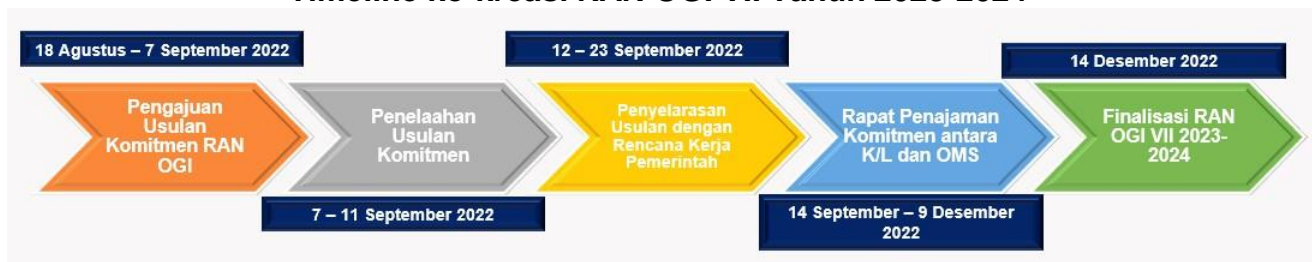 18 Agustus – 7 September 2022
12 – 23 September 2022
14 Desember 2022
Pengajuan
Usulan
Komitmen RAN
OGI
Penelaahan
Usulan
Komitmen
Penyelarasan
Usulan dengan
Rencana Kerja
Pemerintah
Rapat Penajaman
Komitmen antara
K/L dan OMS
Finalisasi RAN
OGI VII 2023-
2024
7 – 11 September 2022
14 September – 9 Desember
2022